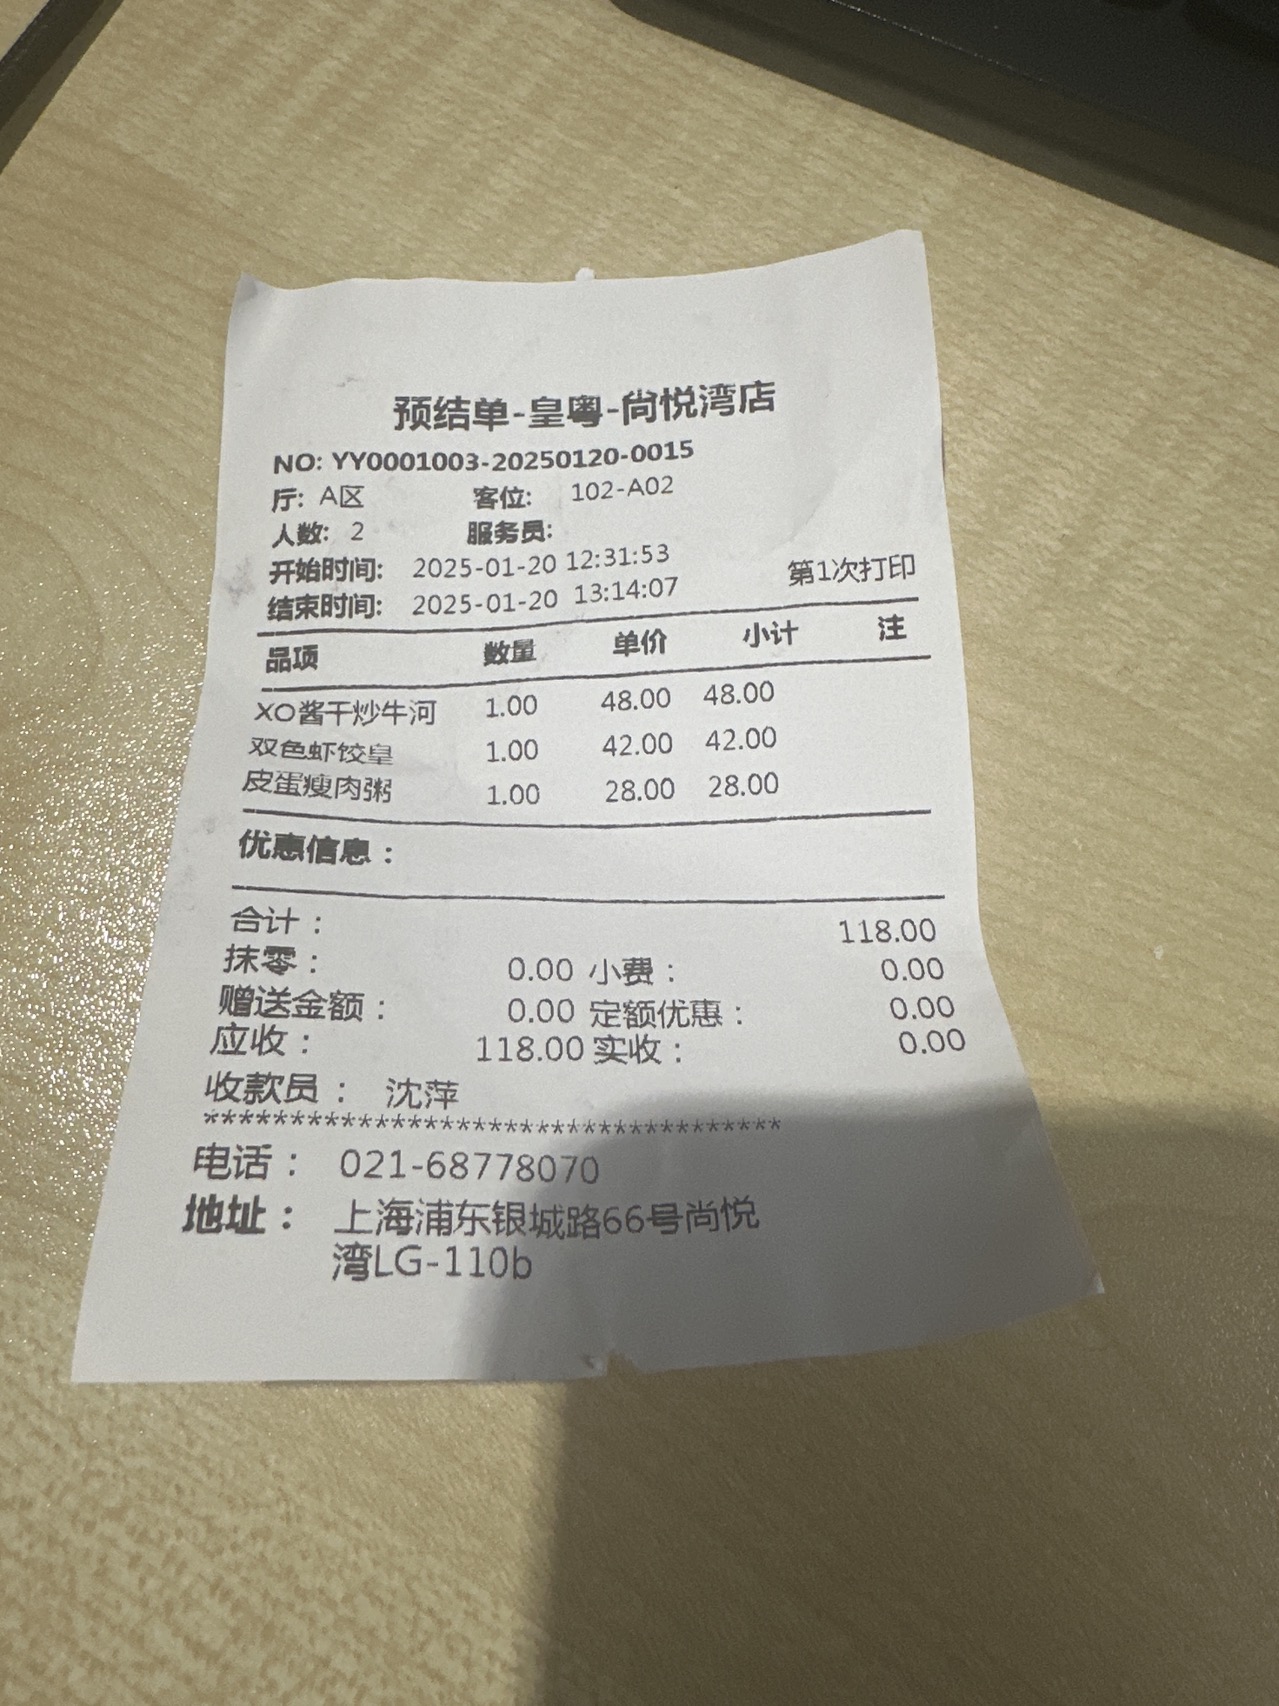 预结单-皇粤-尚悦湾店
NO: YY0001003-20250120-0015
厅: A区 客位: 102-A02
人数: 2 服务员:
开始时间: 2025-01-20 12:31:53
结束时间: 2025-01-20 13:14:07 第1次打印
品项 数量 单价 小计 注
XO酱干炒牛河 1.00 48.00 48.00
双色虾饺皇 1.00 42.00 42.00
皮蛋瘦肉粥 1.00 28.00 28.00
优惠信息：
合计： 118.00
抹零： 0.00 小费： 0.00
赠送金额： 0.00 定额优惠： 0.00
应收： 118.00 实收： 0.00
收款员： 沈萍
***********************************
电话： 021-68778070
地址： 上海浦东银城路66号尚悦
湾LG-110b